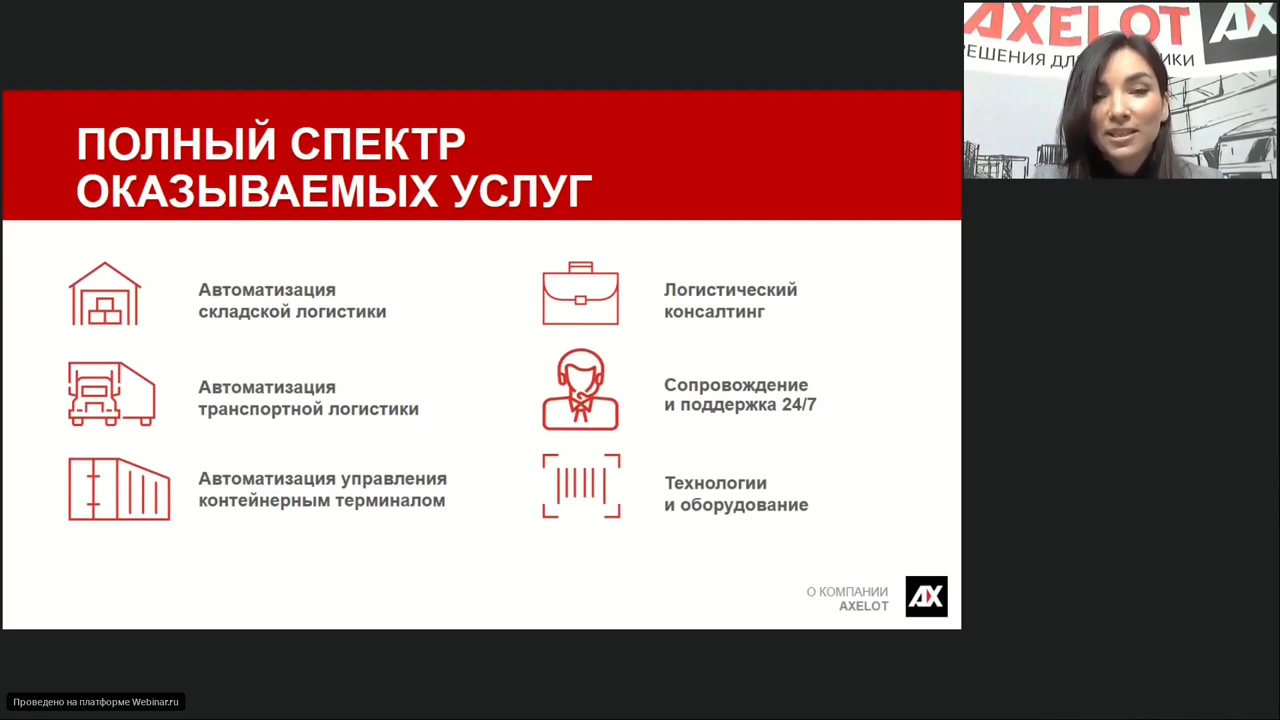 ПОЛНЫЙ СПЕКТР
ОКАЗЫВАЕМЫХ УСЛУГ
Автоматизация
складской логистики
Автоматизация
транспортной логистики
Автоматизация управления
контейнерным терминалом
Логистический
консалтинг
Сопровождение
и поддержка 24/7
Технологии
и оборудование
О КОМПАНИИ
AXELOT
AX
AXELOT
AX
РЕШЕНИЯ
Проведено на платформе Webinar.ru